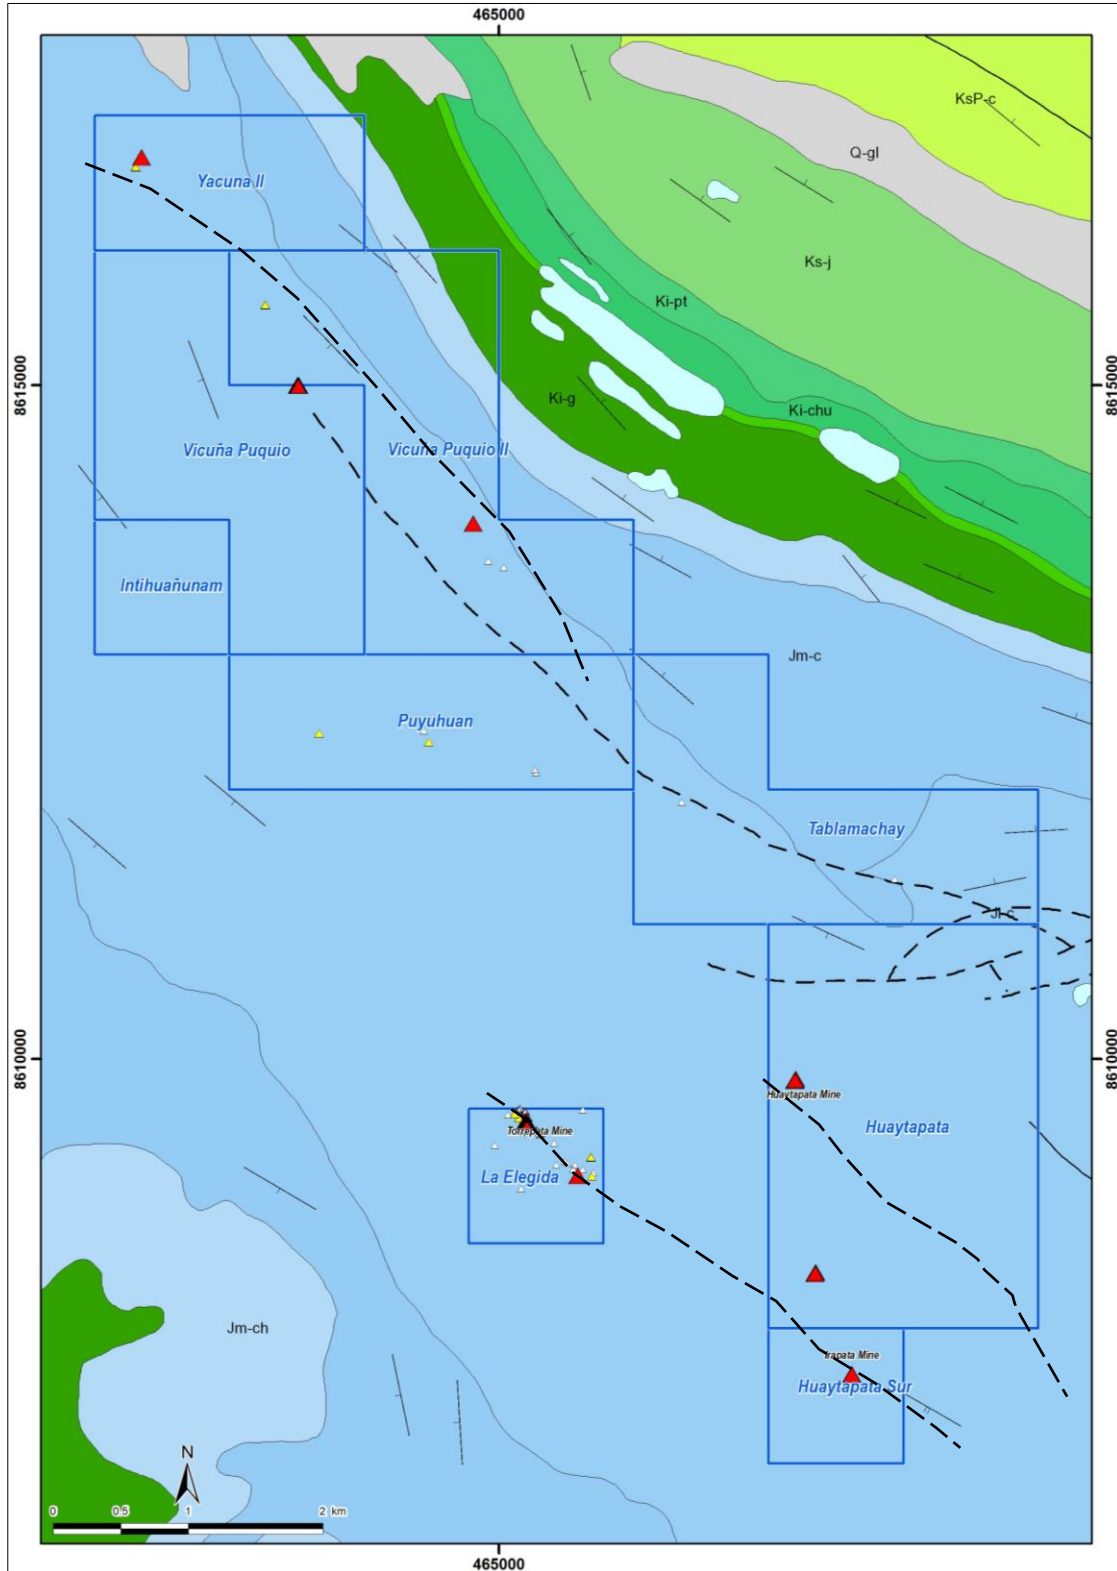 465000
KsP-c
Q-gl
Yacuna II
Ks-j
Ki-pt
8615000
8615000
Ki-g
Ki-chu
Vicuña Puquio
Vicuña Puquio II
Intihuañunam
Jm-c
Puyuhuan
Tablamachay
Ji-c
8610000
8610000
Huaytapata Mine
Huaytapata
Torrepata Mine
La Elegida
Jm-ch
Irapata Mine
Huaytapata Sur
N
0 0.5 1 2 km
465000